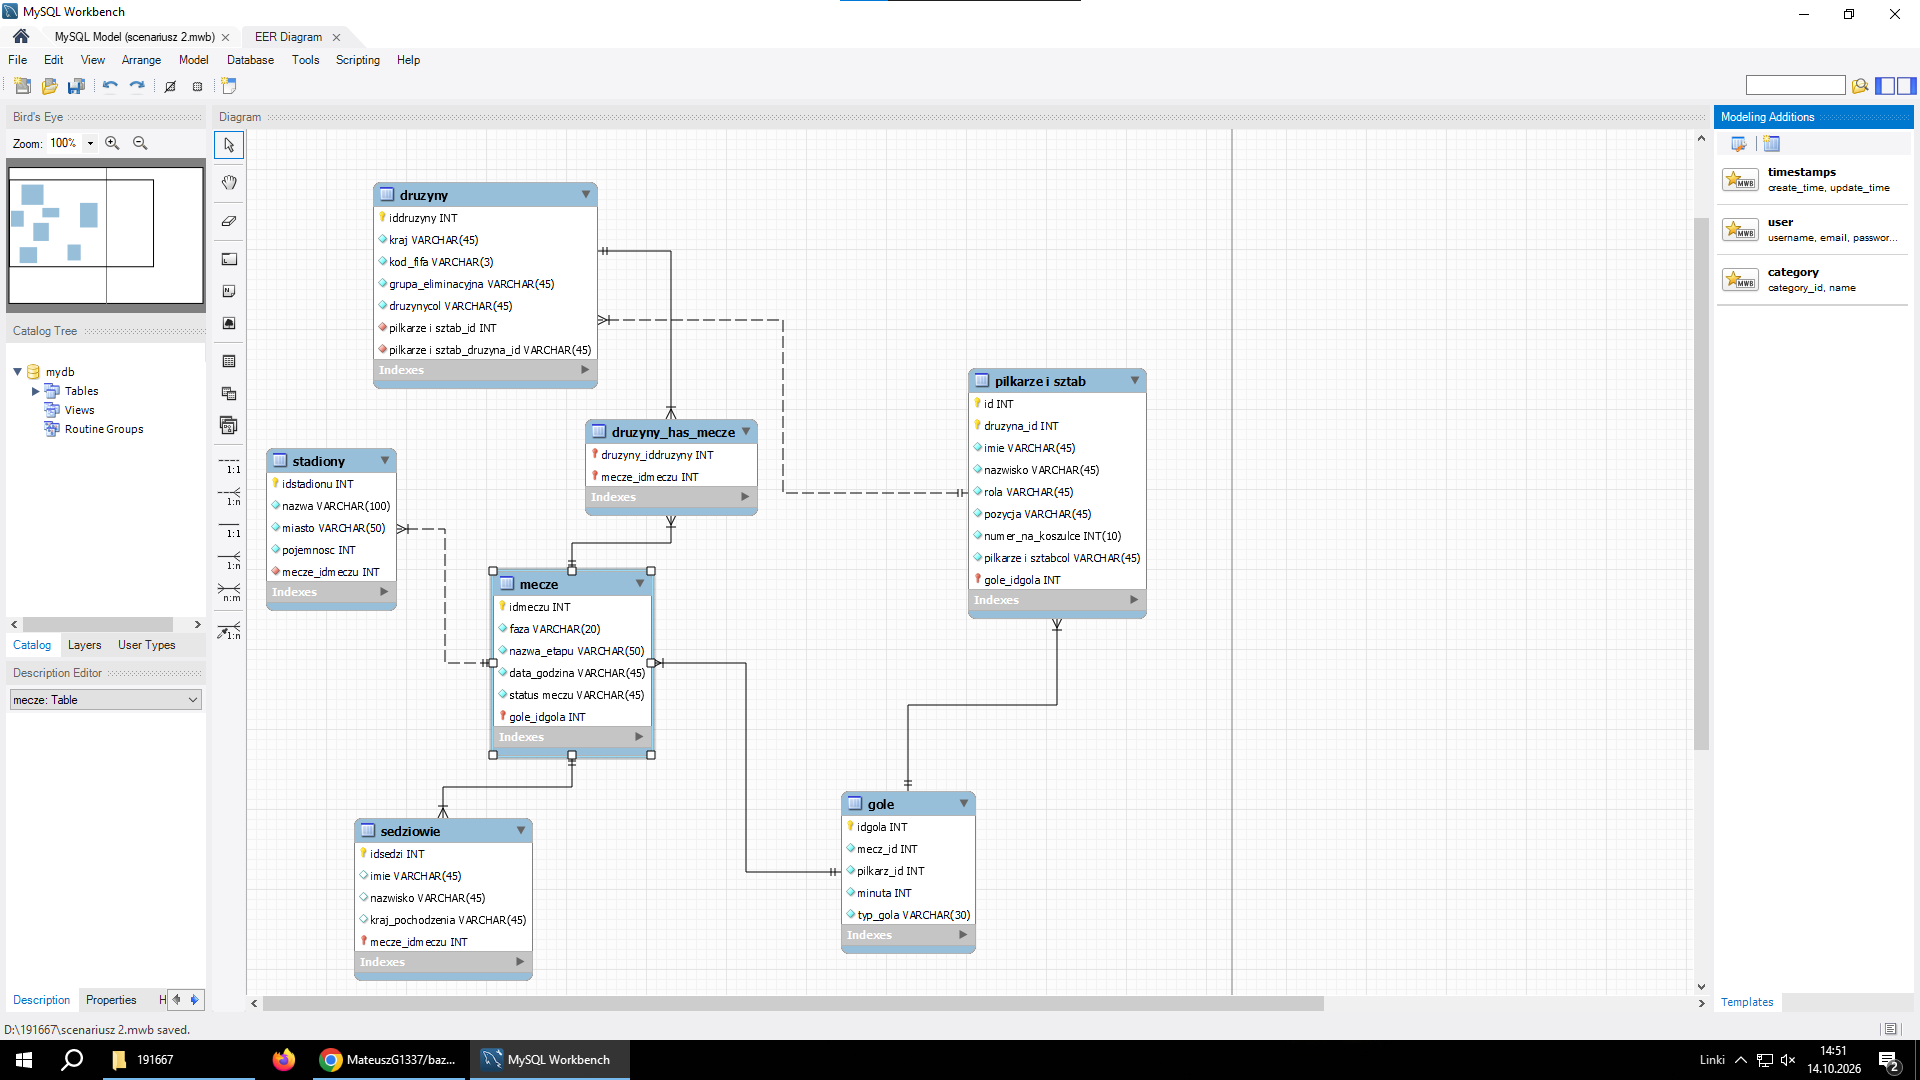 MySQL Workbench
MySQL Model (scenariusz 2.mwb)
EER Diagram
File Edit View Arrange Model Database Tools Scripting Help
Bird's Eye
Zoom: 100%
Catalog Tree
mydb
Tables
Views
Routine Groups
Catalog Layers User Types
Description Editor
mecze: Table
Description Properties H
Diagram
1:1
1:n
1:1
1:n
n:m
1:n
druzyny
iddruzyny INT
kraj VARCHAR(45)
kod_fifa VARCHAR(3)
grupa_eliminacyjna VARCHAR(45)
druzynycol VARCHAR(45)
pilkarze i sztab_id INT
pilkarze i sztab_druzyna_id VARCHAR(45)
Indexes
druzyny_has_mecze
druzyny_iddruzyny INT
mecze_idmeczu INT
Indexes
stadiony
idstadionu INT
nazwa VARCHAR(100)
miasto VARCHAR(50)
pojemnosc INT
mecze_idmeczu INT
Indexes
mecze
idmeczu INT
faza VARCHAR(20)
nazwa_etapu VARCHAR(50)
data_godzina VARCHAR(45)
status meczu VARCHAR(45)
gole_idgola INT
Indexes
pilkarze i sztab
id INT
druzyna_id INT
imie VARCHAR(45)
nazwisko VARCHAR(45)
rola VARCHAR(45)
pozycja VARCHAR(45)
numer_na_koszulce INT(10)
pilkarze i sztabcol VARCHAR(45)
gole_idgola INT
Indexes
sedziowie
idsedzi INT
imie VARCHAR(45)
nazwisko VARCHAR(45)
kraj_pochodzenia VARCHAR(45)
mecze_idmeczu INT
Indexes
gole
idgola INT
mecz_id INT
pilkarz_id INT
minuta INT
typ_gola VARCHAR(30)
Indexes
Modeling Additions
MWB
timestamps
create_time, update_time
MWB
user
username, email, passwor...
MWB
category
category_id, name
Templates
D:\191667\scenariusz 2.mwb saved.
191667
MateuszG1337/baz...
MySQL Workbench
Linki
14:51
14.10.2026
2